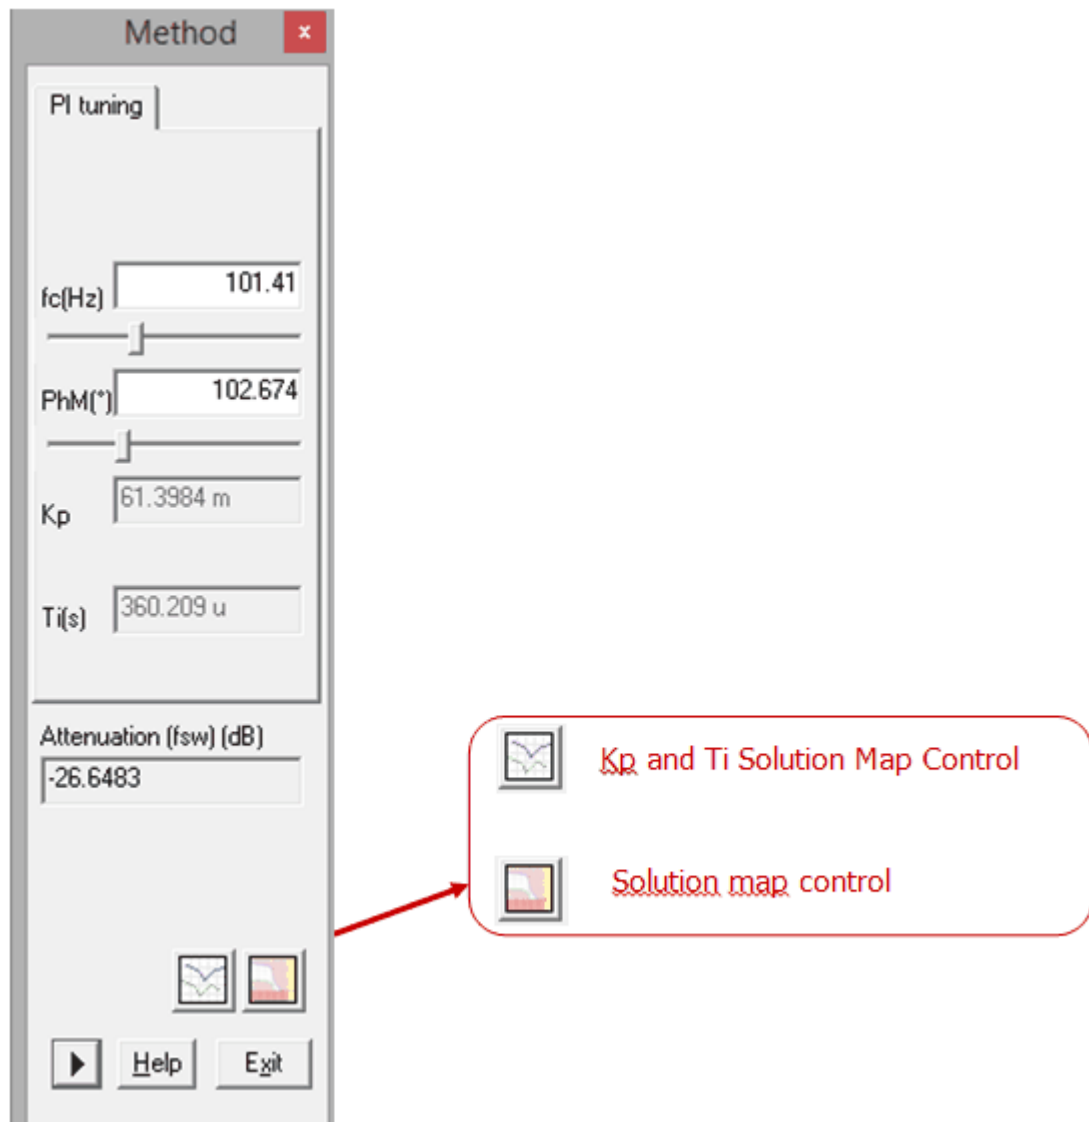 Method
x
PI tuning
fc(Hz) 101.41
PhM(°) 102.674
Kp 61.3984 m
Ti(s) 360.209 u
Attenuation (fsw) (dB)
-26.6483
Help Exit
Kp and Ti Solution Map Control
Solution map control